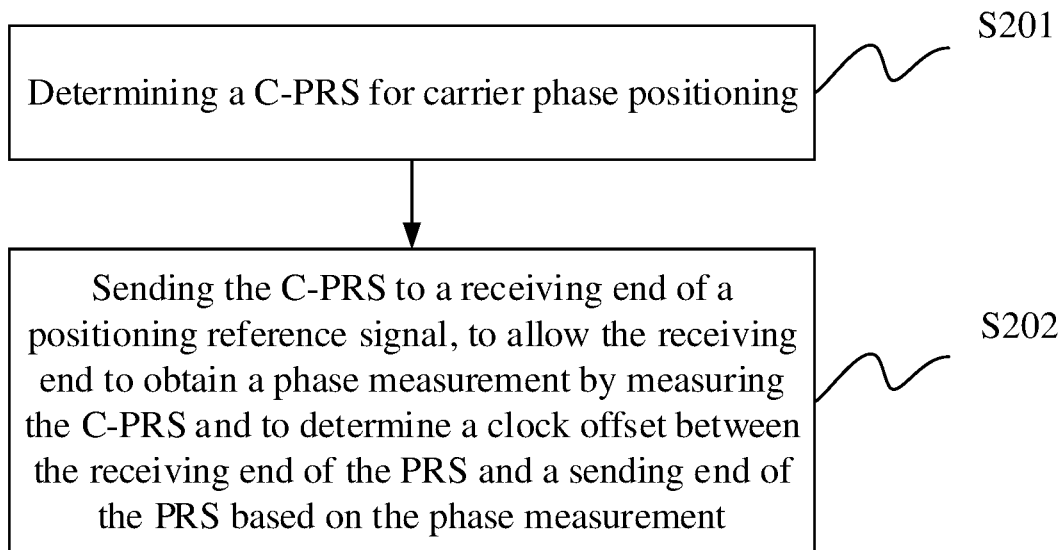 S201
Determining a C-PRS for carrier phase positioning
Sending the C-PRS to a receiving end of a
positioning reference signal, to allow the receiving
end to obtain a phase measurement by measuring
the C-PRS and to determine a clock offset between
the receiving end of the PRS and a sending end of
the PRS based on the phase measurement
S202